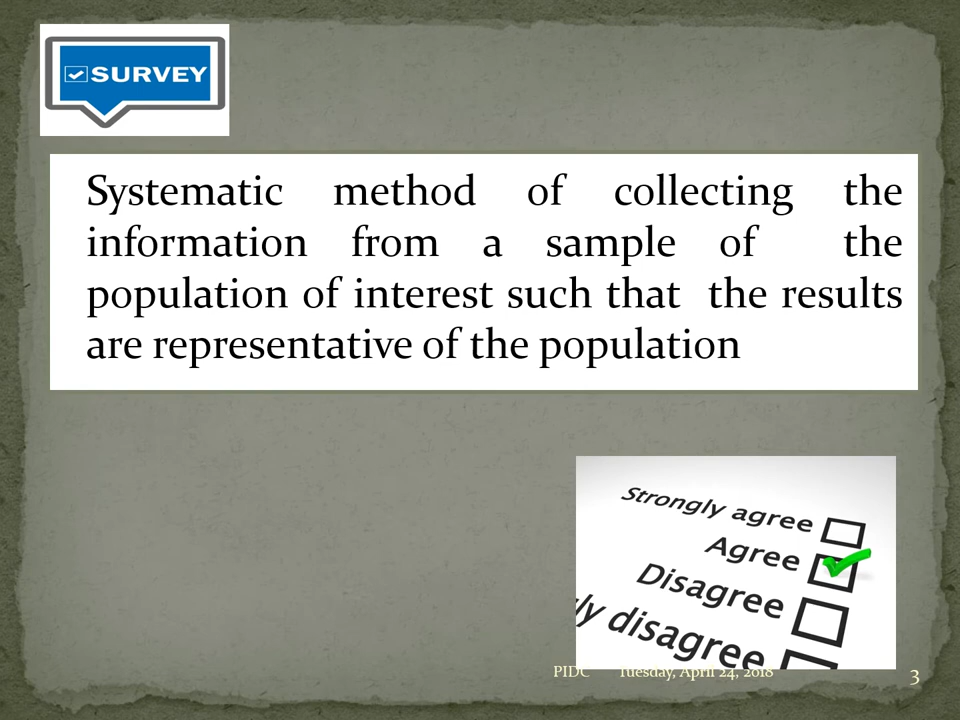 SURVEY
Systematic method of collecting the
information from a sample of the
population of interest such that the results
are representative of the population
Strongly agree
Agree
Disagree
ly disagree
PIDC Tuesday, April 24, 2018 3